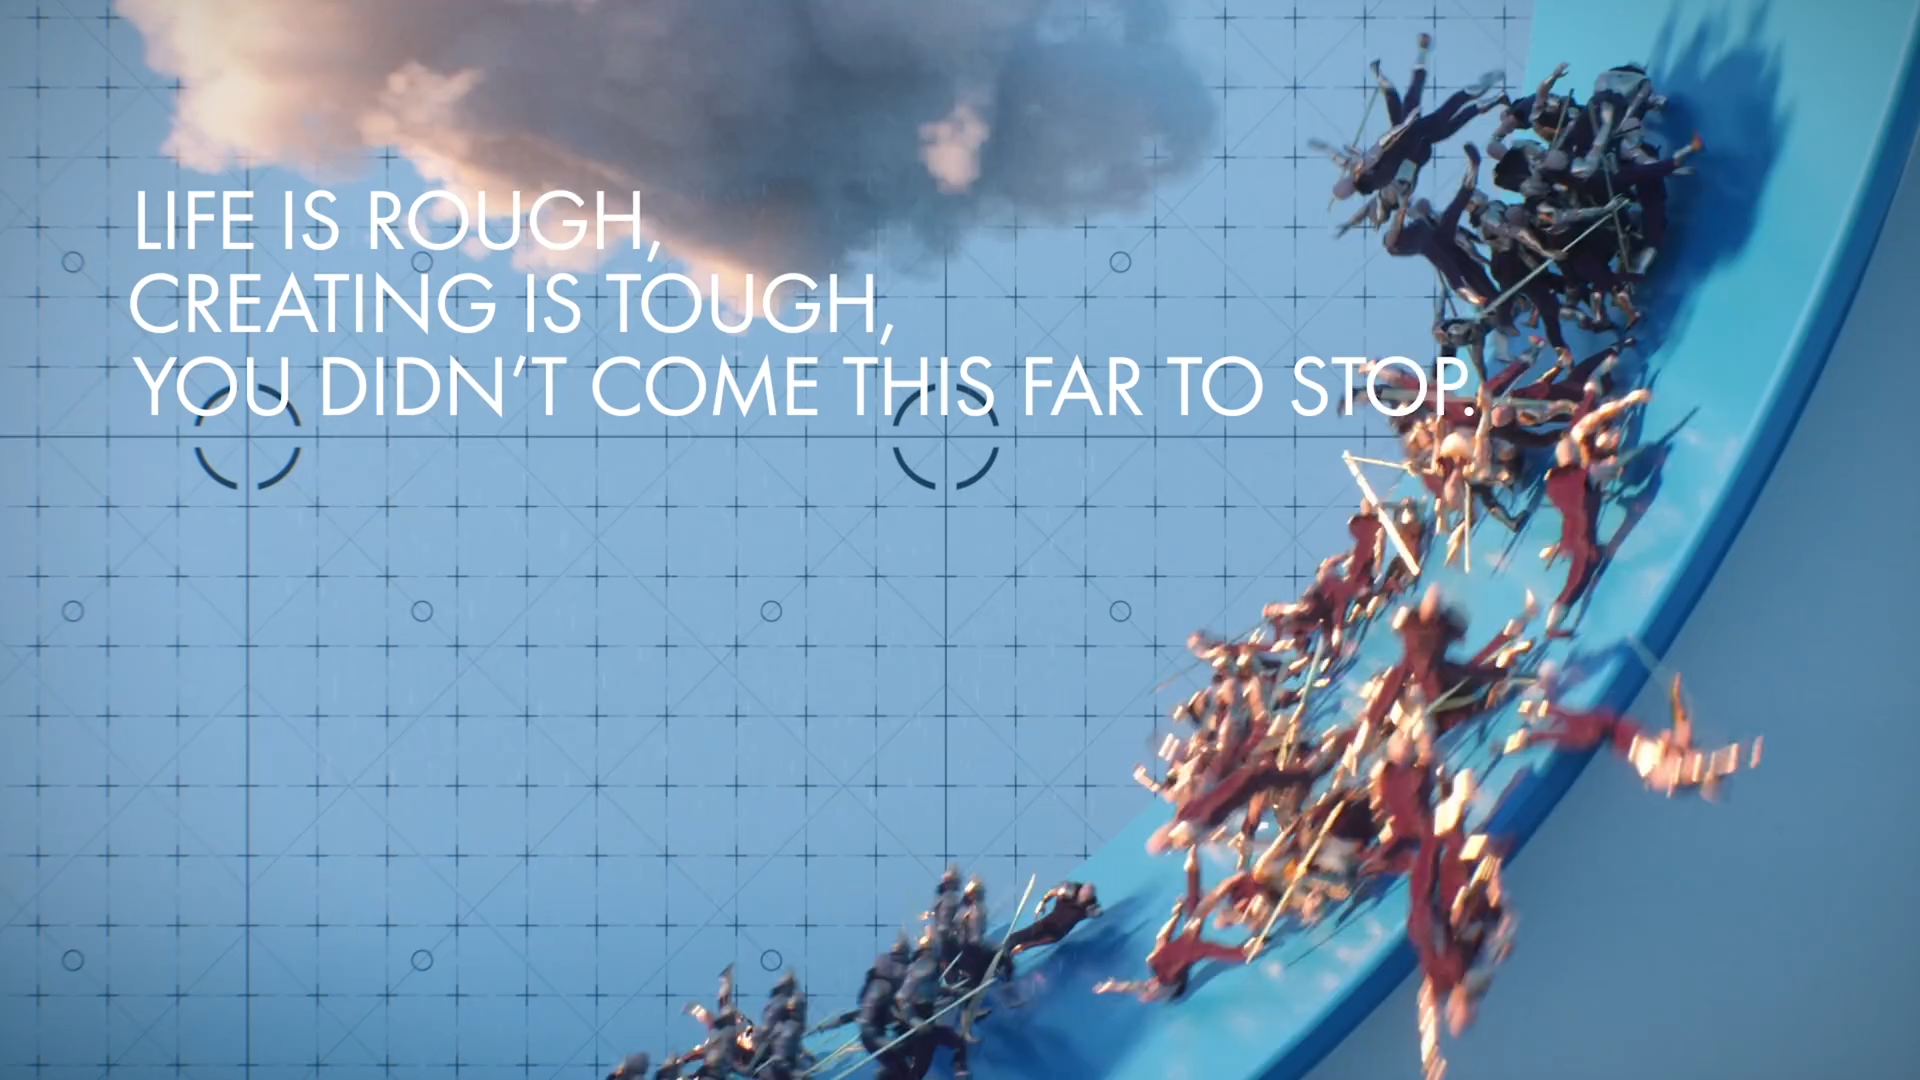 LIFE IS ROUGH,
CREATING IS TOUGH,
YOU DIDN’T COME THIS FAR TO STOP.